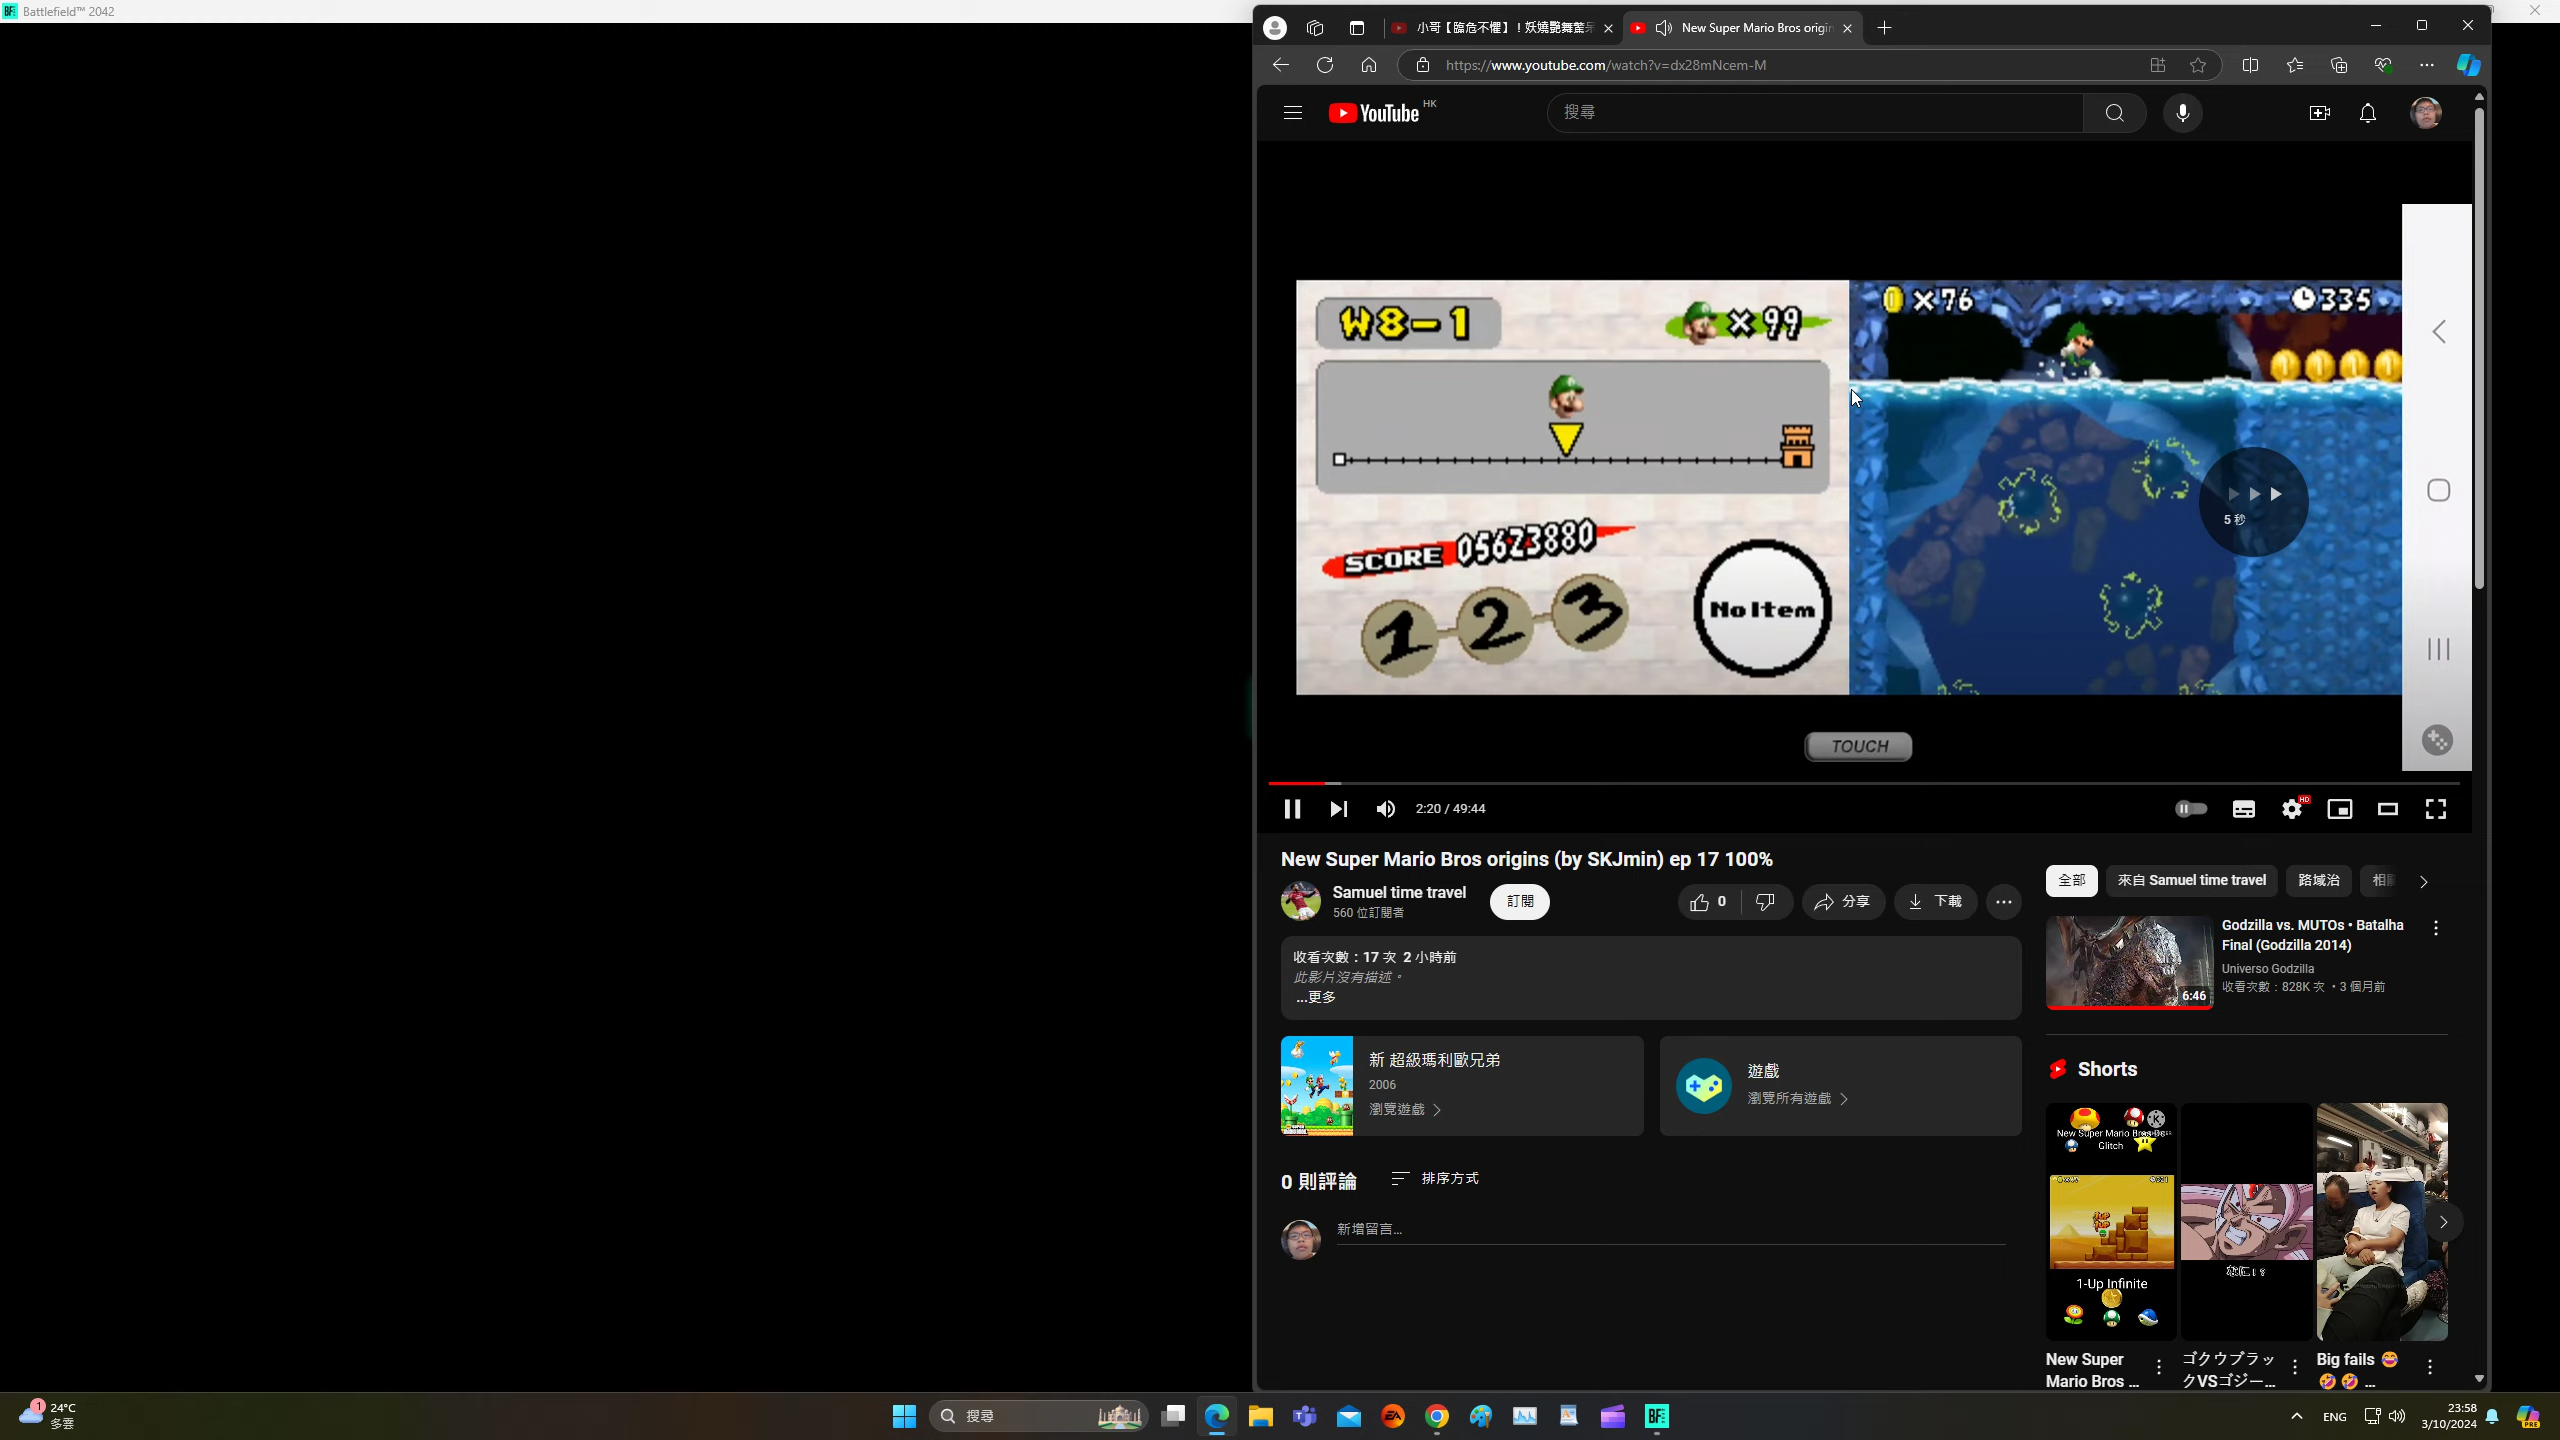 Battlefield™ 2042
小哥【臨危不懼】！妖嬈艷舞驚呆
New Super Mario Bros origin
https://www.youtube.com/watch?v=dx28mNcem-M
YouTube HK
搜尋
W8-1
×99
×76
335
5 秒
SCORE 05623880
1 2 3
No Item
TOUCH
2:20 / 49:44
HD
New Super Mario Bros origins (by SKJmin) ep 17 100%
Samuel time travel
560 位訂閱者
訂閱
0
分享
下載
收看次數：17 次 2 小時前
此影片沒有描述。
...更多
新 超級瑪利歐兄弟
2006
瀏覽遊戲
遊戲
瀏覽所有遊戲
0 則評論
排序方式
新增留言...
全部
來自 Samuel time travel
路域治
Godzilla vs. MUTOs • Batalha
Final (Godzilla 2014)
Universo Godzilla
收看次數：828K 次 • 3 個月前
6:46
Shorts
New Super Mario Bros Ds
Glitch
1-Up Infinite
New Super
Mario Bros ...
ゴクウブラッ
クVSゴジー...
Big fails 😂
🤣 🤣 ...
1
24°C
多雲
搜尋
ENG
23:58
3/10/2024
PRE